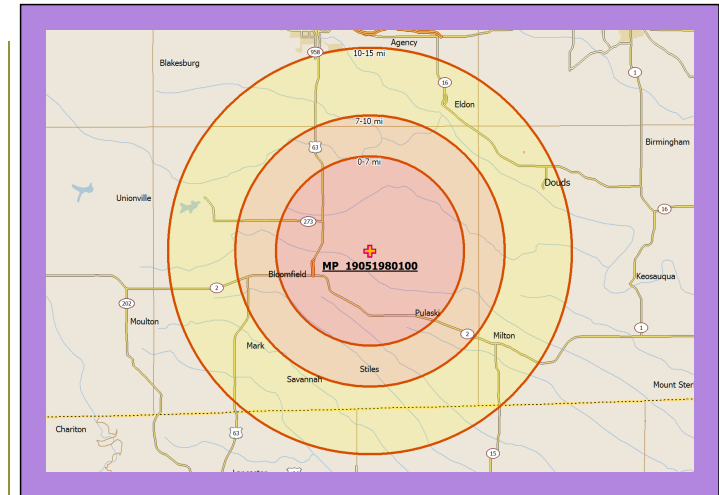 Agency
958
10-15 mi
Blakesburg
1
16
Eldon
7-10 mi
Birmingham
63
0-7 mi
Douds
Unionville
16
273
MP_19051980100
Bloomfield
Keosauqua
2
202
Pulaski
Moulton
1
2
Milton
Mark
Stiles
Savannah
Mount Ster
Chariton
63
15